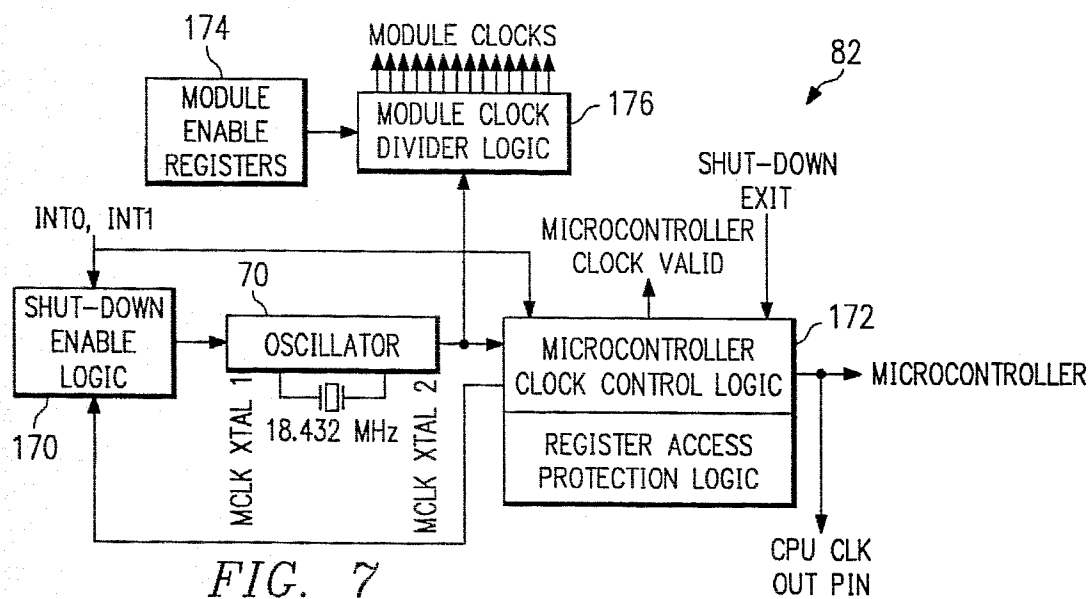 174
MODULE
ENABLE
REGISTERS
MODULE CLOCKS
MODULE CLOCK
DIVIDER LOGIC
176
82
SHUT-DOWN
EXIT
INT0, INT1
MICROCONTROLLER
CLOCK VALID
SHUT-DOWN
ENABLE
LOGIC
170
70
OSCILLATOR
MCLK XTAL 1
18.432 MHz
MCLK XTAL 2
172
MICROCONTROLLER
CLOCK CONTROL LOGIC
REGISTER ACCESS
PROTECTION LOGIC
MICROCONTROLLER
CPU CLK
OUT PIN
FIG. 7